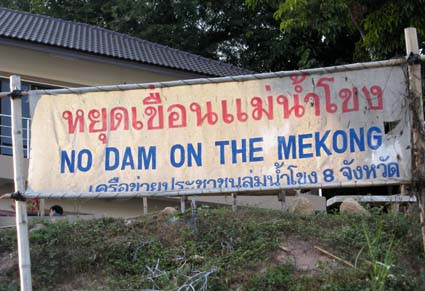 หยุดเขื่อนแม่น้ำโขง
NO DAM ON THE MEKONG
เครือข่ายประชาชนลุ่มน้ำโขง 8 จังหวัด